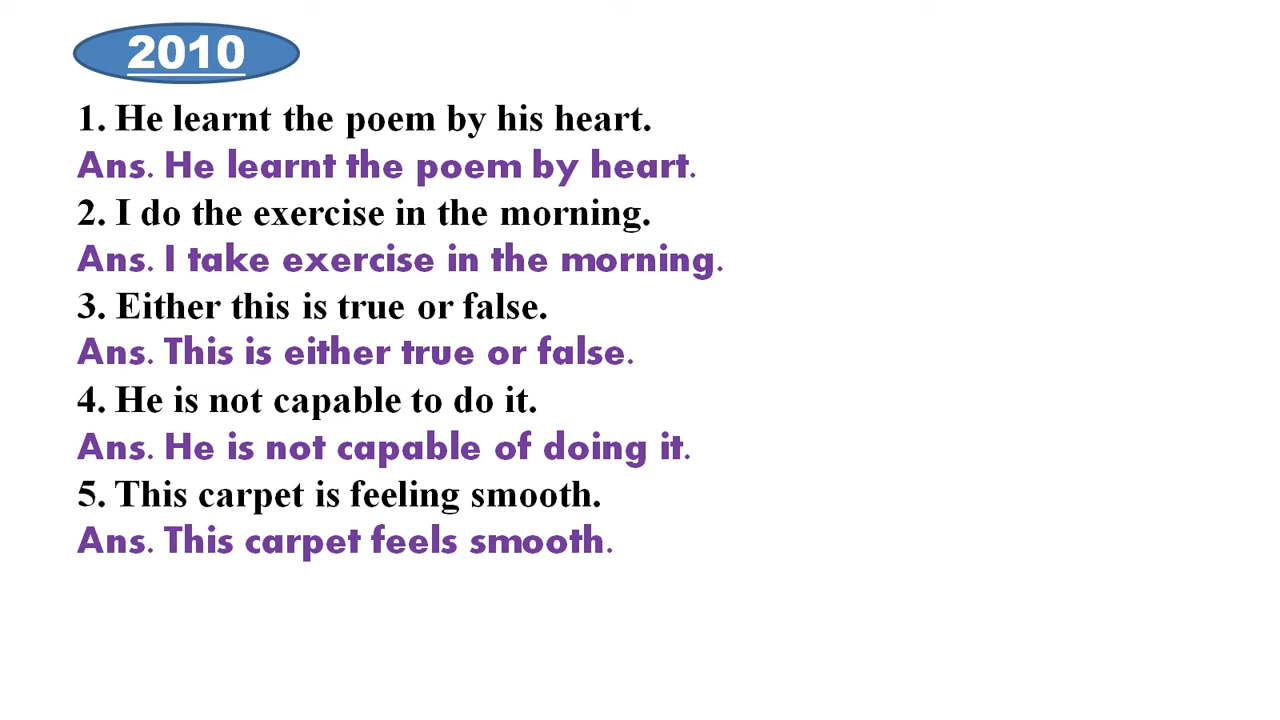 2010
1. He learnt the poem by his heart.
Ans. He learnt the poem by heart.
2. I do the exercise in the morning.
Ans. I take exercise in the morning.
3. Either this is true or false.
Ans. This is either true or false.
4. He is not capable to do it.
Ans. He is not capable of doing it.
5. This carpet is feeling smooth.
Ans. This carpet feels smooth.